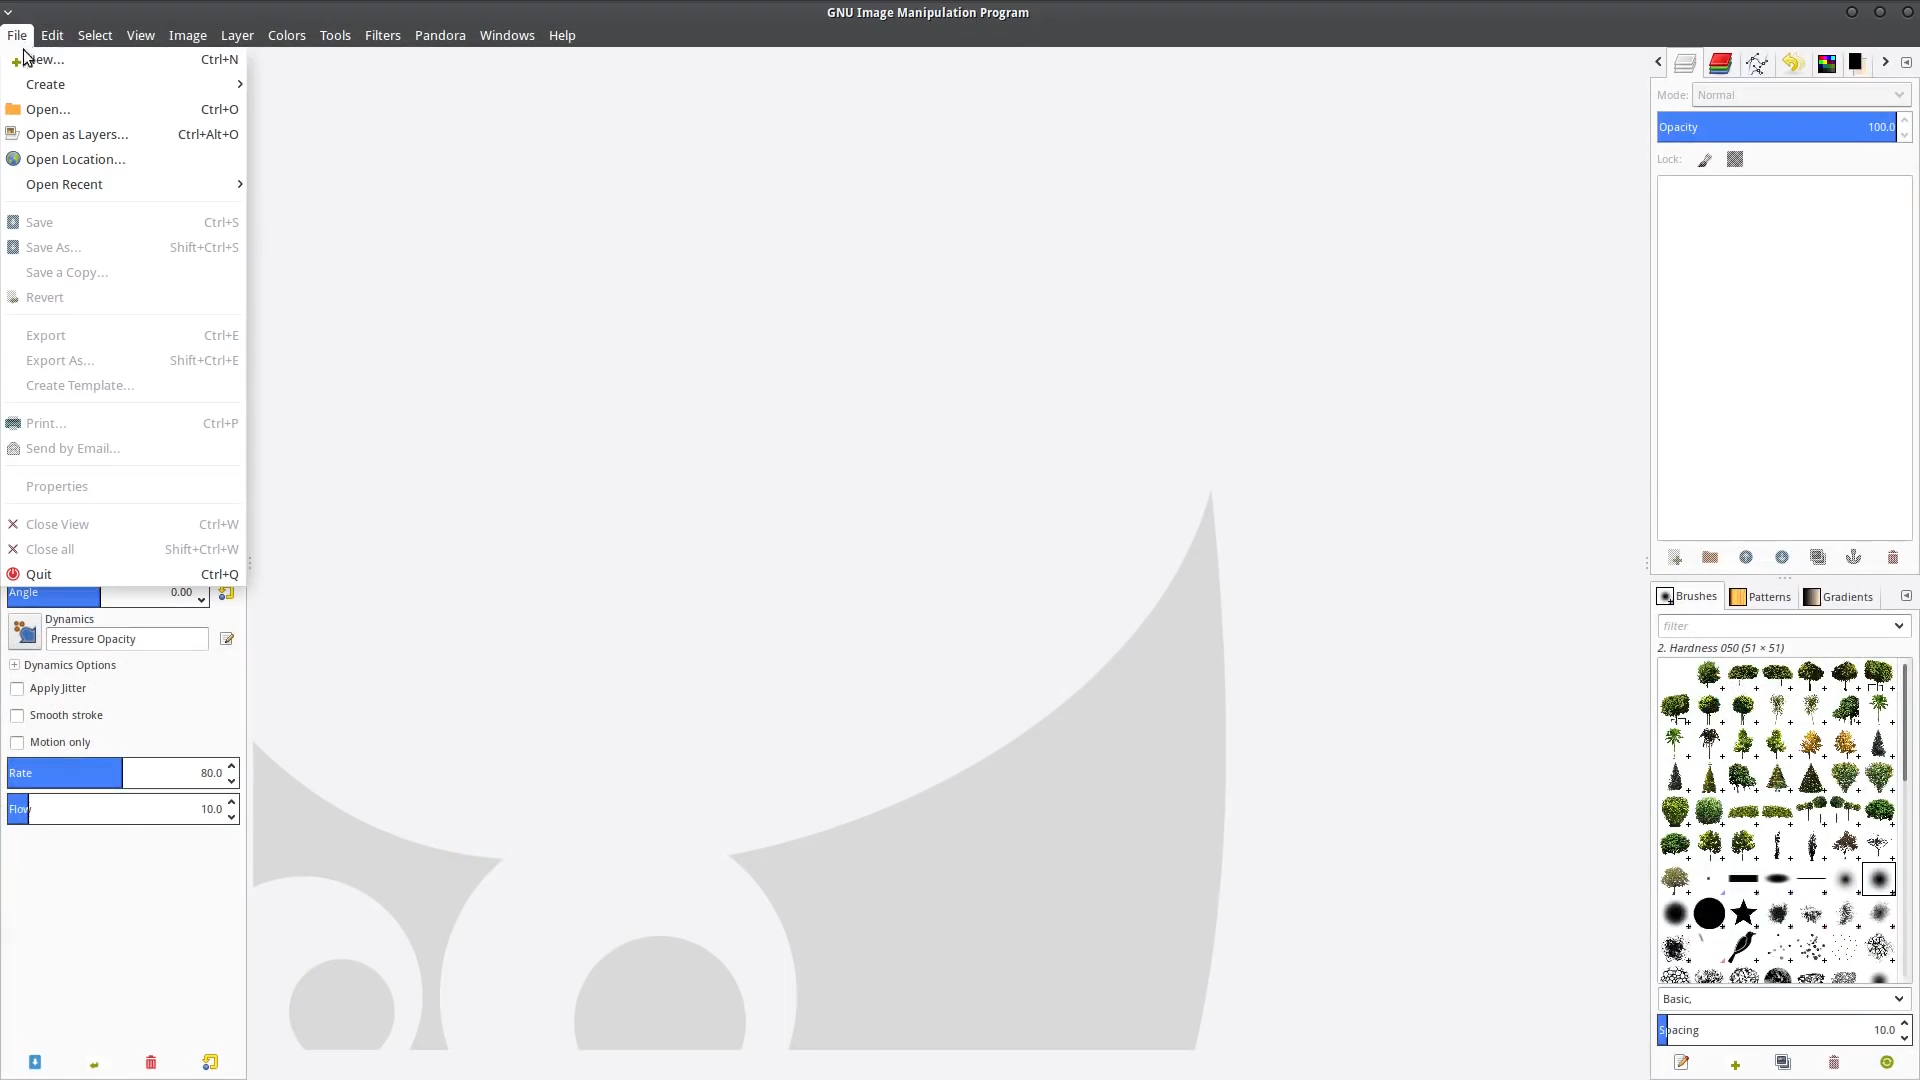 GNU Image Manipulation Program
File Edit Select View Image Layer Colors Tools Filters Pandora Windows Help
Ctrl+N
Create
Open... Ctrl+O
Open as Layers... Ctrl+Alt+O
Open Location...
Open Recent
Save Ctrl+S
Save As... Shift+Ctrl+S
Save a Copy...
Revert
Export Ctrl+E
Export As... Shift+Ctrl+E
Create Template...
Print... Ctrl+P
Send by Email...
Properties
Close View Ctrl+W
Close all Shift+Ctrl+W
Quit Ctrl+Q
Angle 0.00
Dynamics
Pressure Opacity
Dynamics Options
Apply Jitter
Smooth stroke
Motion only
Rate 80.0
Flow 10.0
Mode: Normal
Opacity 100.0
Lock:
Brushes Patterns Gradients
filter
2. Hardness 050 (51 × 51)
Basic,
Spacing 10.0